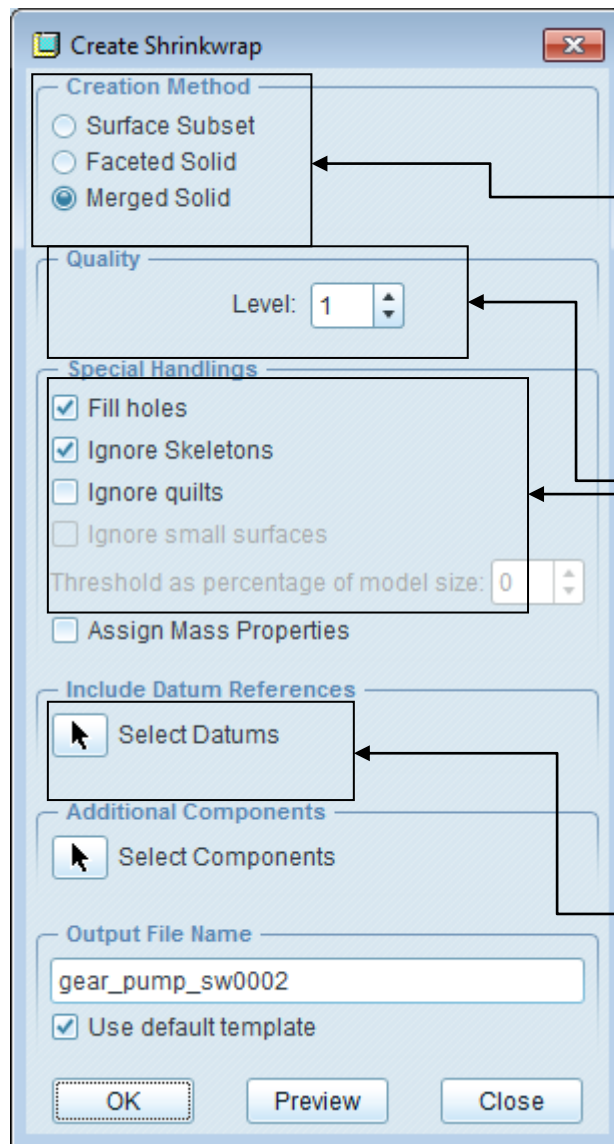 Create Shrinkwrap
Creation Method
Surface Subset
Faceted Solid
Merged Solid
Quality
Level: 1
Special Handlings
Fill holes
Ignore Skeletons
Ignore quilts
Ignore small surfaces
Threshold as percentage of model size: 0
Assign Mass Properties
Include Datum References
Select Datums
Additional Components
Select Components
Output File Name
gear_pump_sw0002
Use default template
OK Preview Close